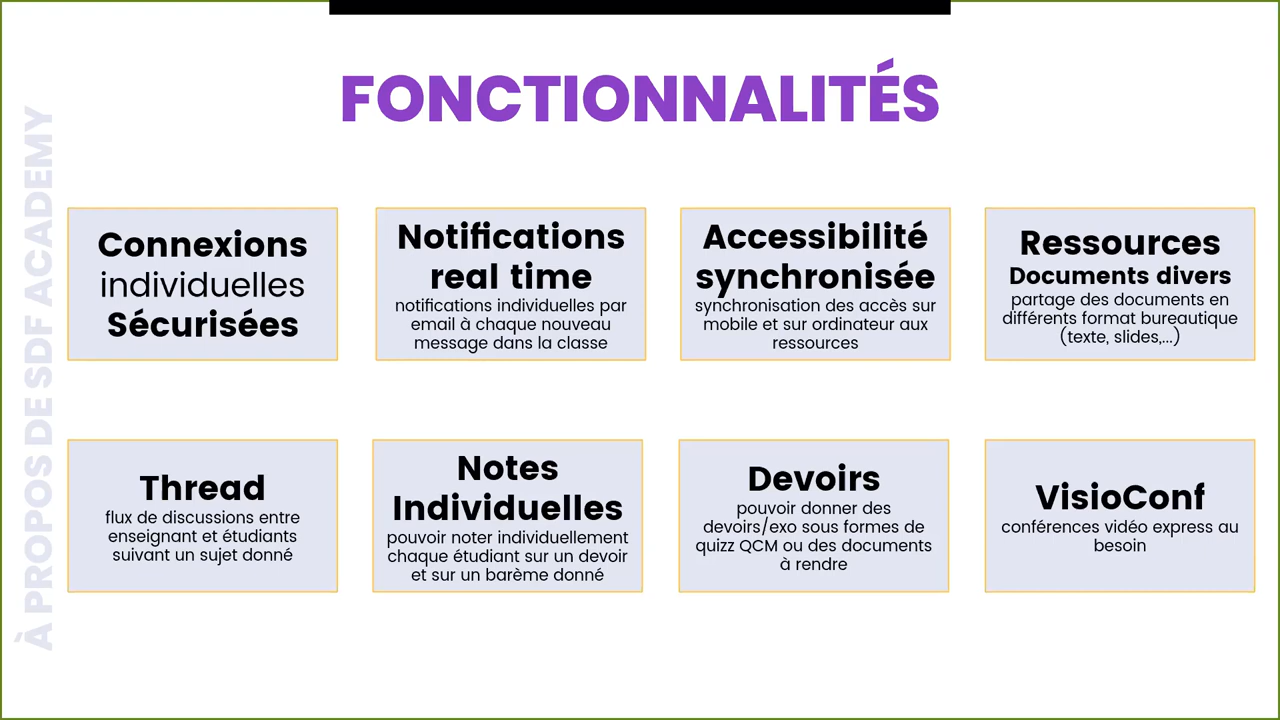 FONCTIONNALITÉS
À PROPOS DE SDF ACADEMY
Connexions
individuelles
Sécurisées
Notifications
real time
notifications individuelles par
email à chaque nouveau
message dans la classe
Accessibilité
synchronisée
synchronisation des accès sur
mobile et sur ordinateur aux
ressources
Ressources
Documents divers
partage des documents en
différents format bureautique
(texte, slides,...)
Thread
flux de discussions entre
enseignant et étudiants
suivant un sujet donné
Notes
Individuelles
pouvoir noter individuellement
chaque étudiant sur un devoir
et sur un barème donné
Devoirs
pouvoir donner des
devoirs/exo sous formes de
quizz QCM ou des documents
à rendre
VisioConf
conférences vidéo express au
besoin